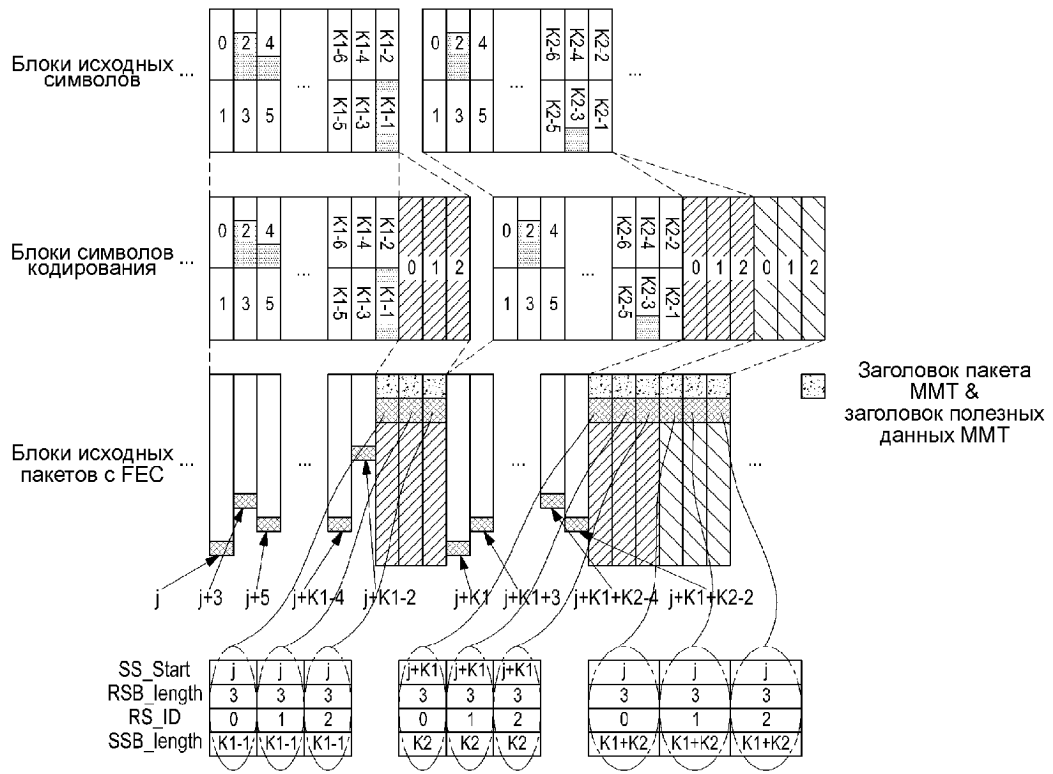 Блоки исходных символов ...
0 2 4 ... K1-6 K1-4 K1-2
1 3 5 K1-5 K1-3 K1-1
0 2 4 ... K2-6 K2-4 K2-2 ...
1 3 5 K2-5 K2-3 K2-1
Блоки символов кодирования ...
0 2 4 ... K1-6 K1-4 K1-2 0 1 2
1 3 5 K1-5 K1-3 K1-1
0 2 4 ... K2-6 K2-4 K2-2 0 1 2 0 1 2
1 3 5 K2-5 K2-3 K2-1
Блоки исходных пакетов с FEC ...
... ... ...
Заголовок пакета
MMT &
заголовок полезных
данных MMT
j j+3 j+5 j+K1-4 j+K1-2 j+K1 j+K1+3 j+K1+K2-4 j+K1+K2-2
SS_Start j j j j+K1 j+K1 j+K1 j j j
RSB_length 3 3 3 3 3 3 3 3 3
RS_ID 0 1 2 0 1 2 0 1 2
SSB_length K1-1 K1-1 K1-1 K2 K2 K2 K1+K2 K1+K2 K1+K2